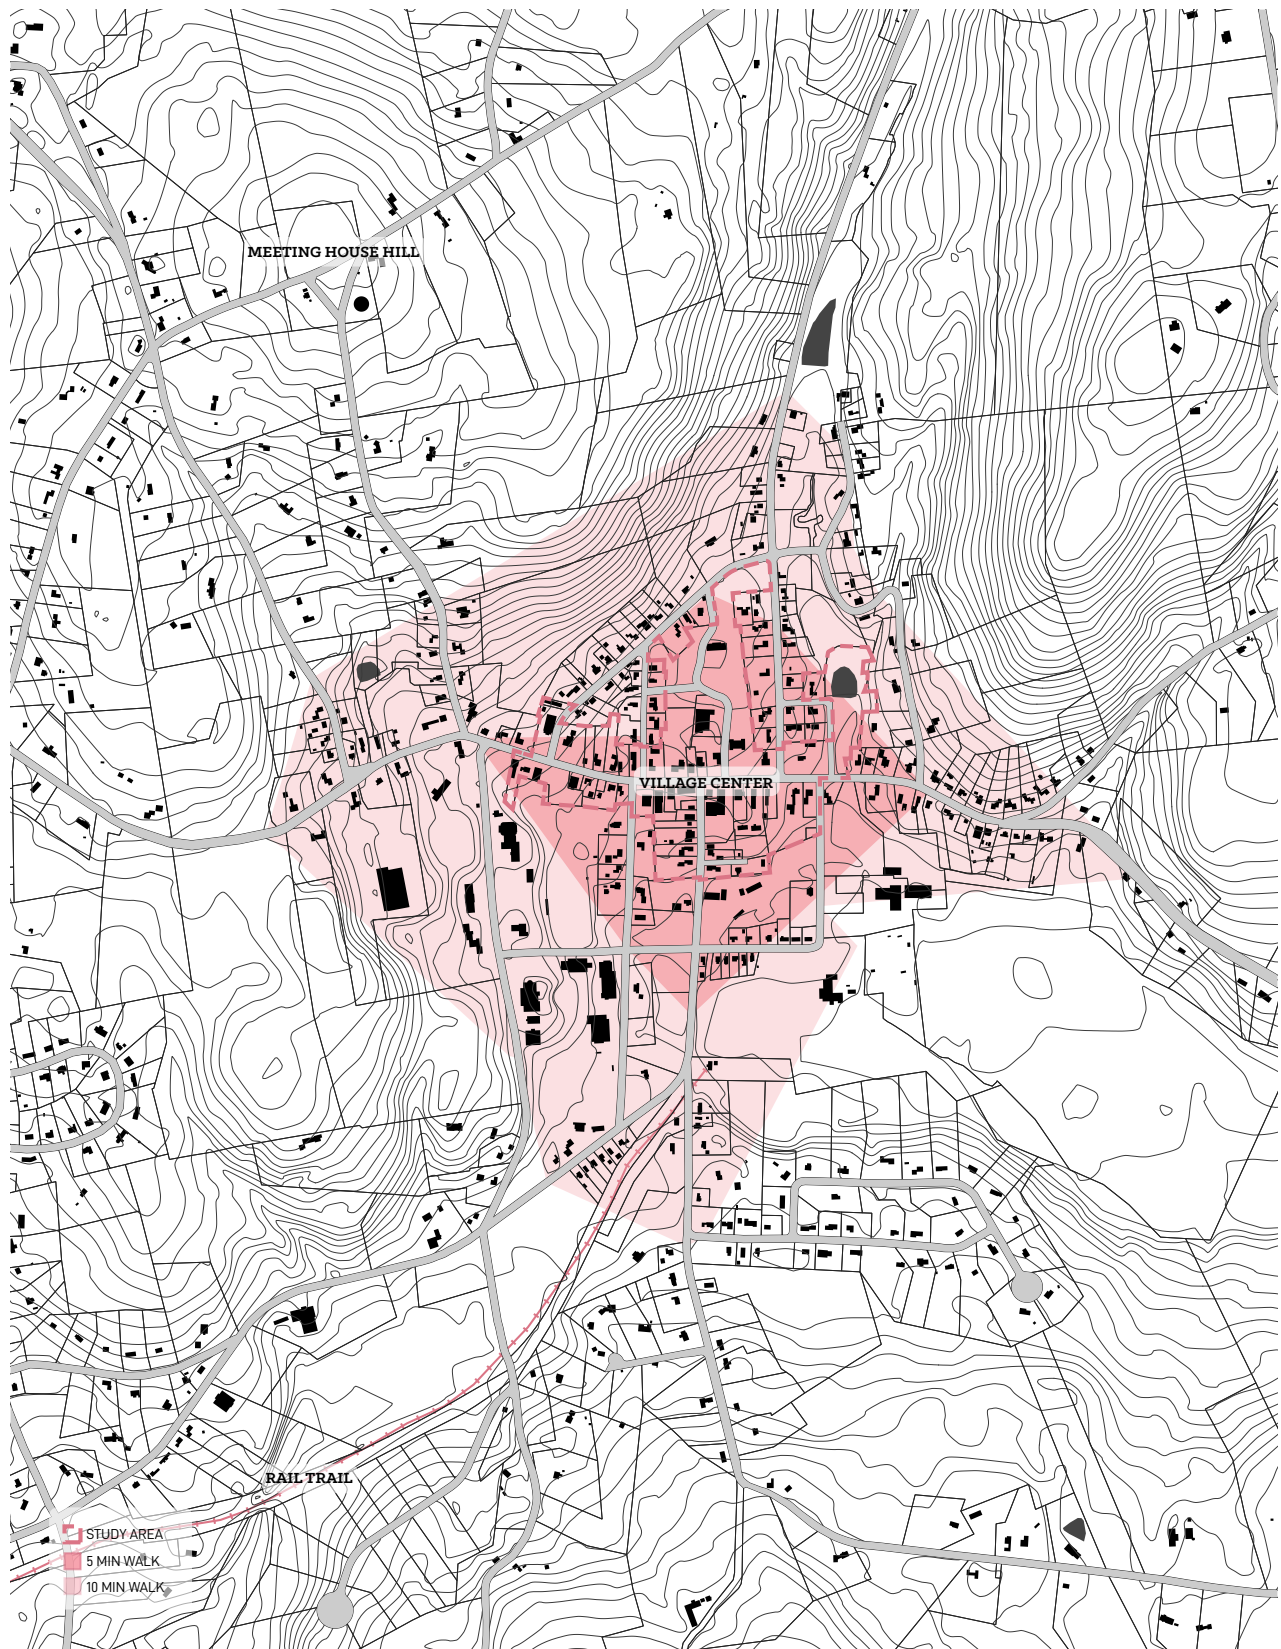 MEETING HOUSE HILL
VILLAGE CENTER
RAIL TRAIL
STUDY AREA
5 MIN WALK
10 MIN WALK